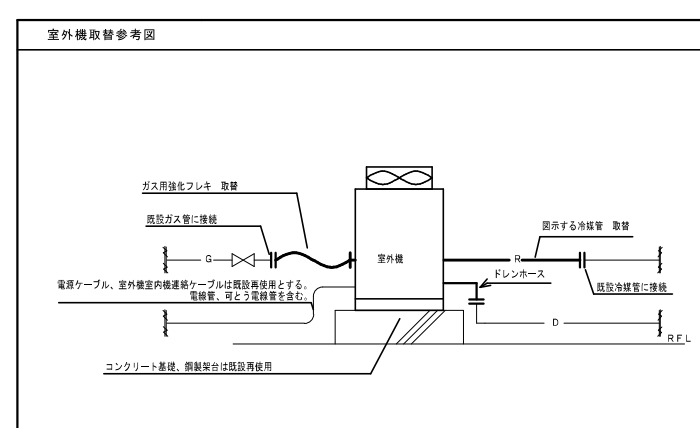 室外機取替参考図
ガス用強化フレキ　取替
既設ガス管に接続
図示する冷媒管　取替
G
室外機
R
ドレンホース
電源ケーブル、室外機室内機連絡ケーブルは既設再使用とする。
電線管、可とう電線管を含む。
既設冷媒管に接続
D
RFL
コンクリート基礎、鋼製架台は既設再使用